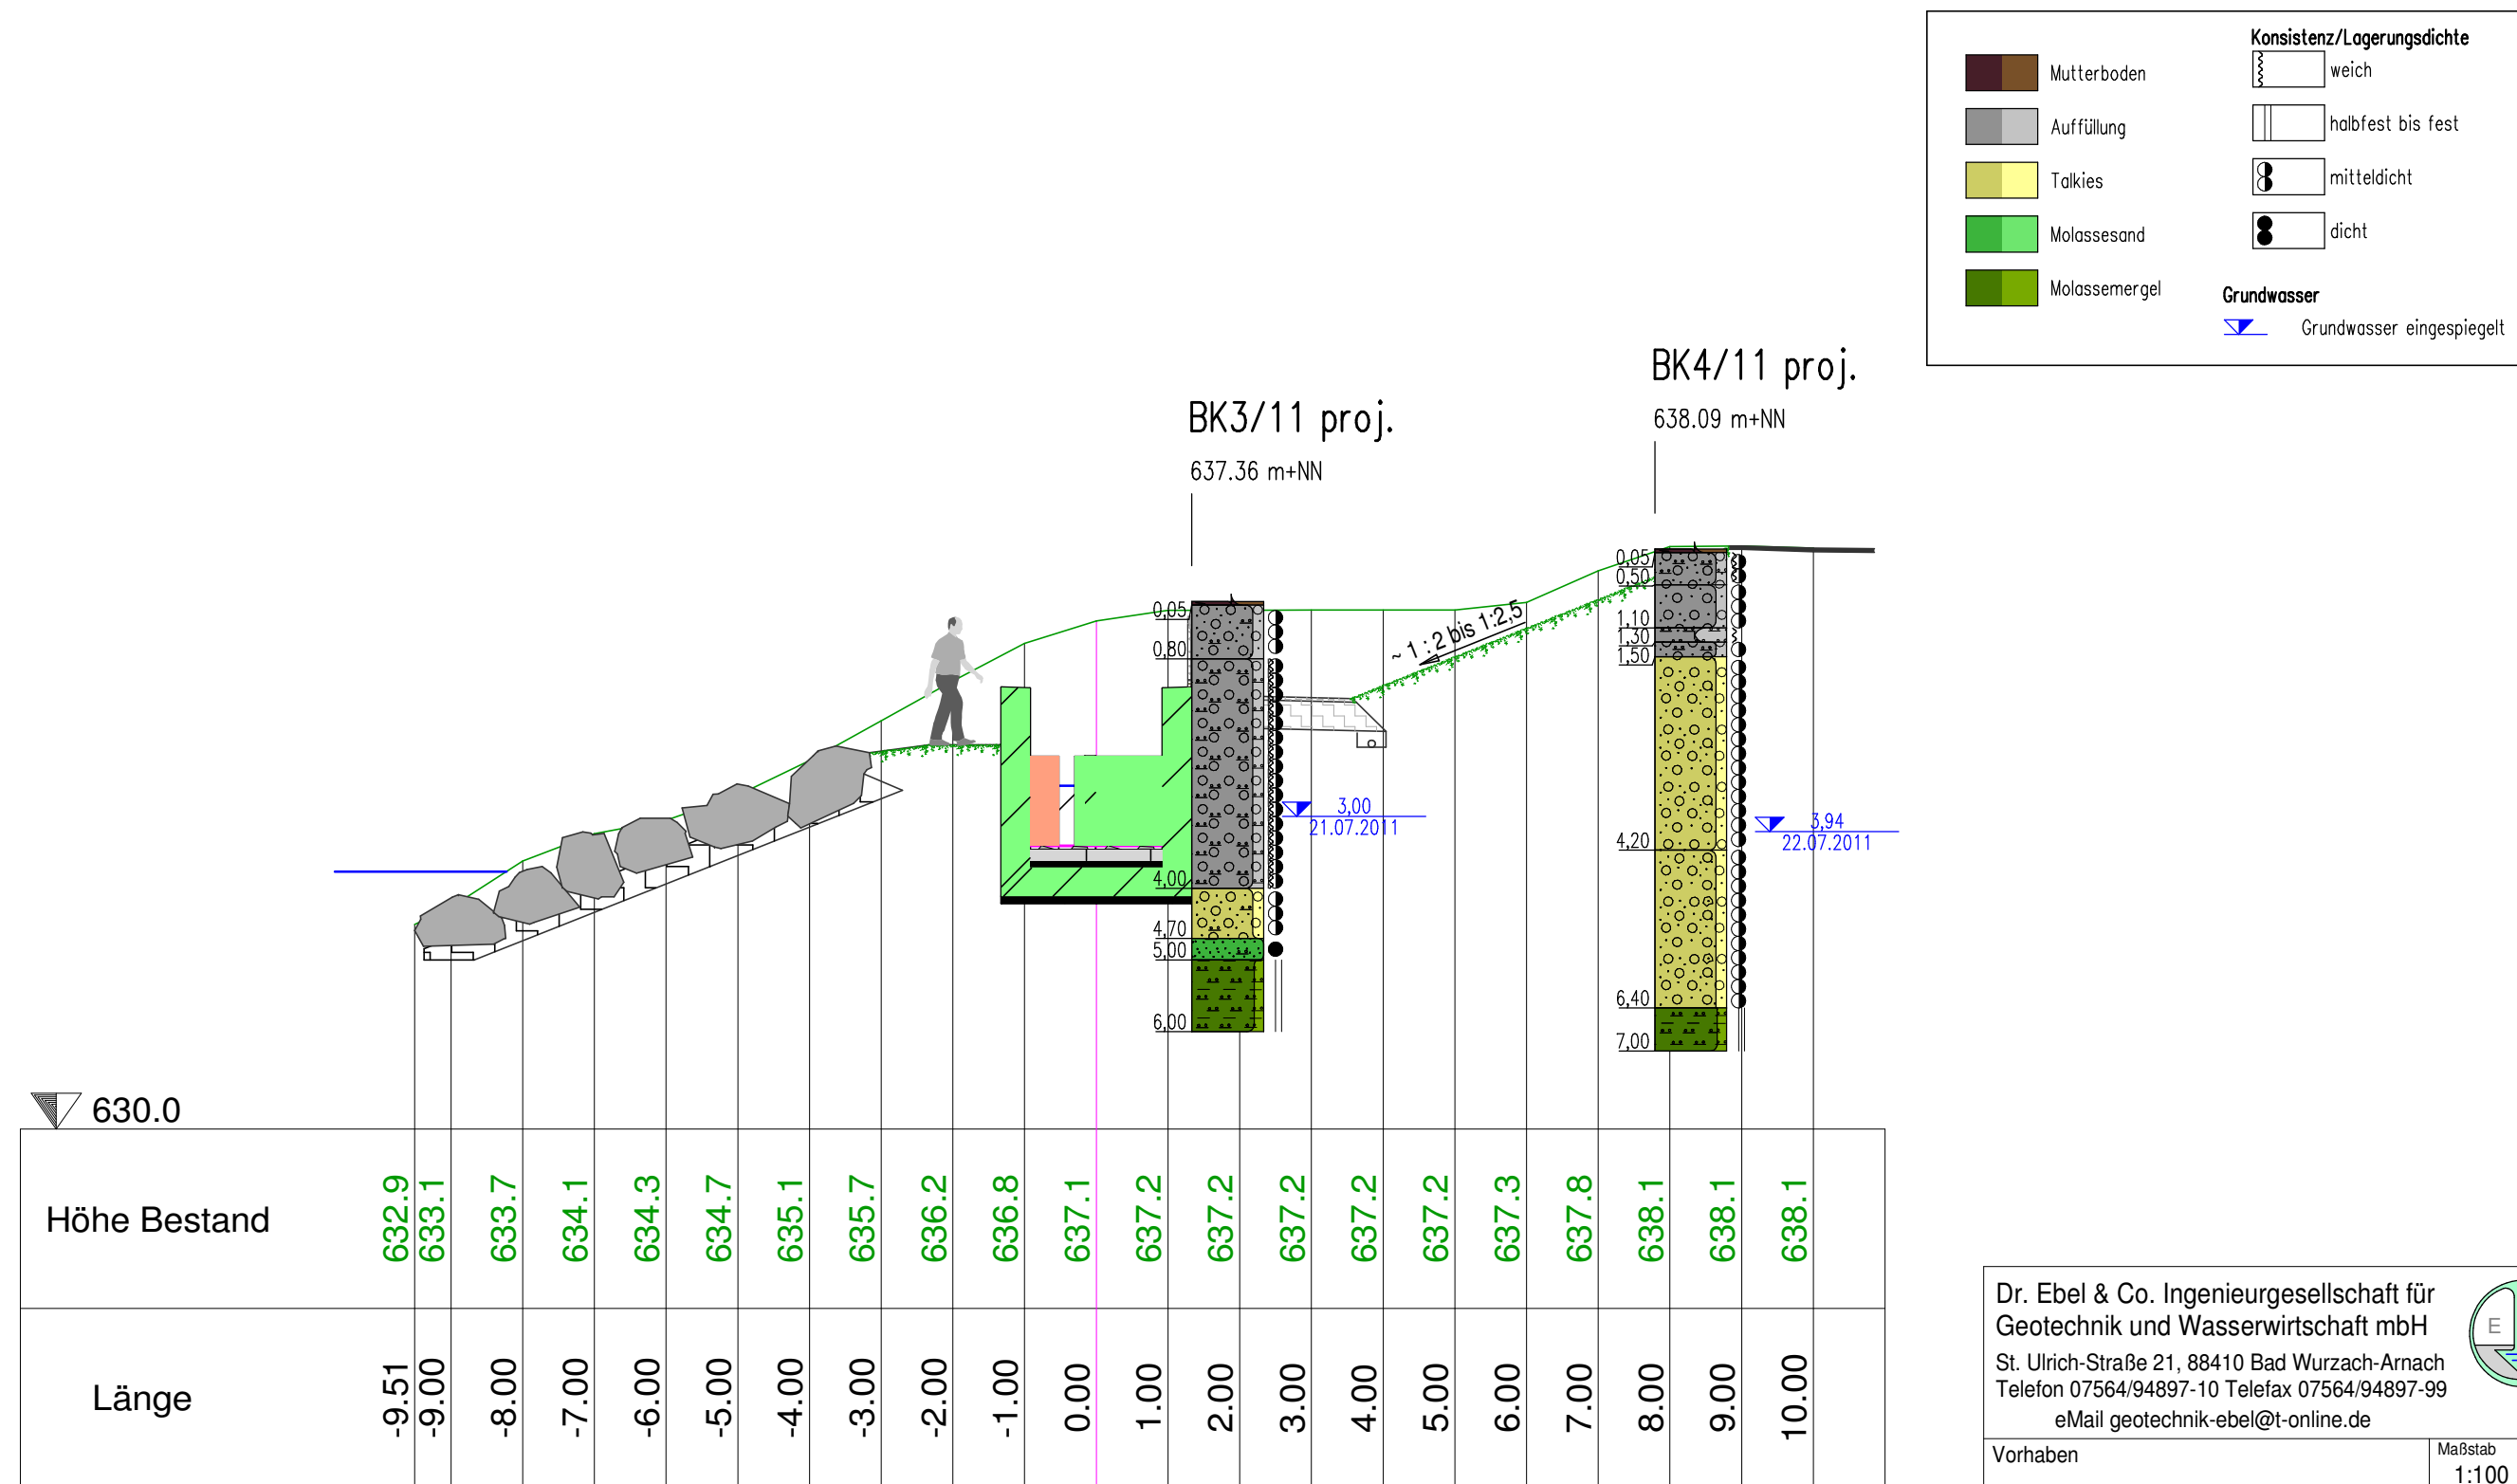 Konsistenz/Lagerungsdichte
Mutterboden
weich
Auffüllung
halbfest bis fest
Talkies
mitteldicht
Molassesand
dicht
Molassemergel
Grundwasser
Grundwasser eingespiegelt
BK4/11 proj.
638.09 m+NN
BK3/11 proj.
637.36 m+NN
0,05
0,50
1,10
1,30
1,50
4,20
6,40
7,00
3,94
22.07.2011
~ 1 : 2 bis 1:2,5
0,05
0,80
4,00
4,70
5,00
6,00
3,00
21.07.2011
630.0
Höhe Bestand 632.9 633.1 633.7 634.1 634.3 634.7 635.1 635.7 636.2 636.8 637.1 637.2 637.2 637.2 637.2 637.2 637.3 637.8 638.1 638.1 638.1
Länge -9.51 -9.00 -8.00 -7.00 -6.00 -5.00 -4.00 -3.00 -2.00 -1.00 0.00 1.00 2.00 3.00 4.00 5.00 6.00 7.00 8.00 9.00 10.00
Dr. Ebel & Co. Ingenieurgesellschaft für
Geotechnik und Wasserwirtschaft mbH
St. Ulrich-Straße 21, 88410 Bad Wurzach-Arnach
Telefon 07564/94897-10 Telefax 07564/94897-99
eMail geotechnik-ebel@t-online.de
E
Vorhaben
Maßstab
1:100